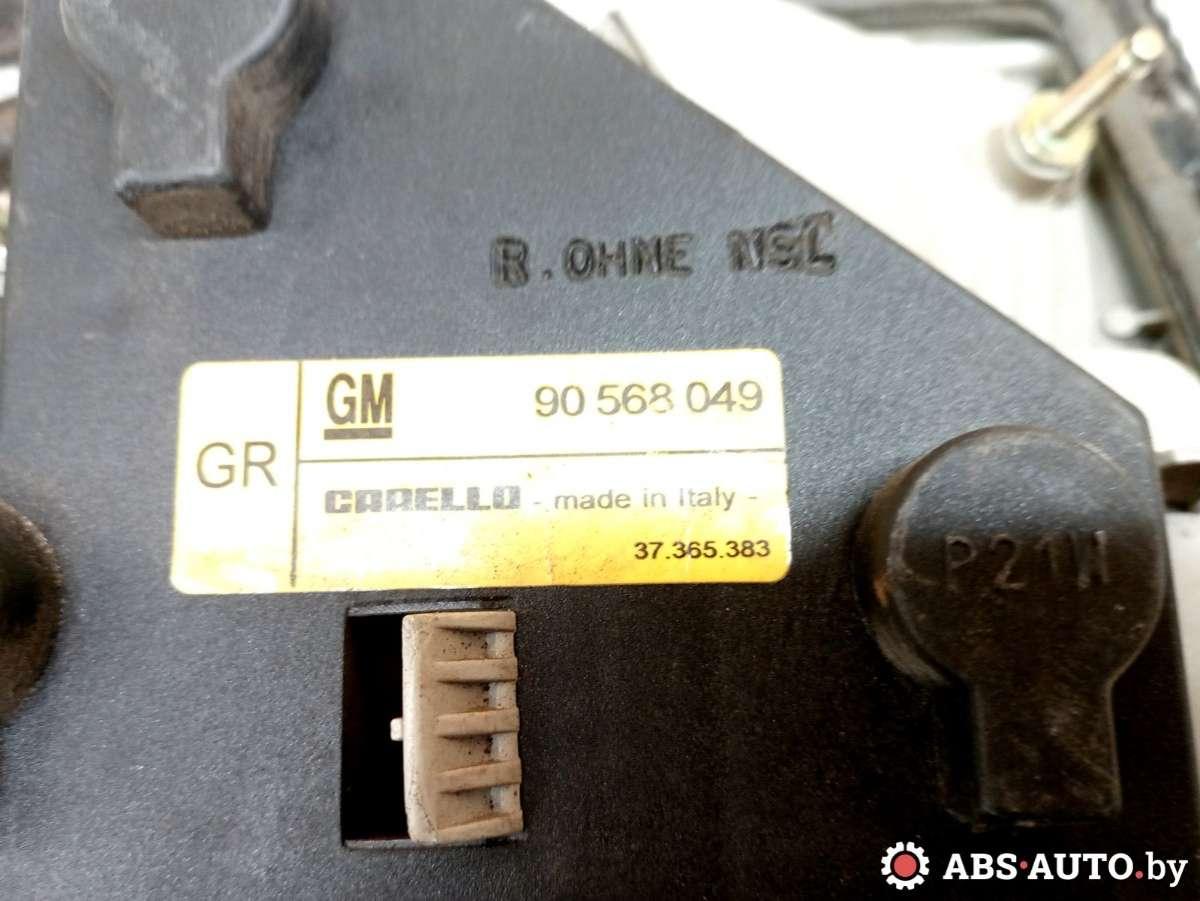 R. OHNE NSL
GR
GM
90 568 049
CARELLO - made in Italy -
37.365.383
P21W
ABS·AUTO.by